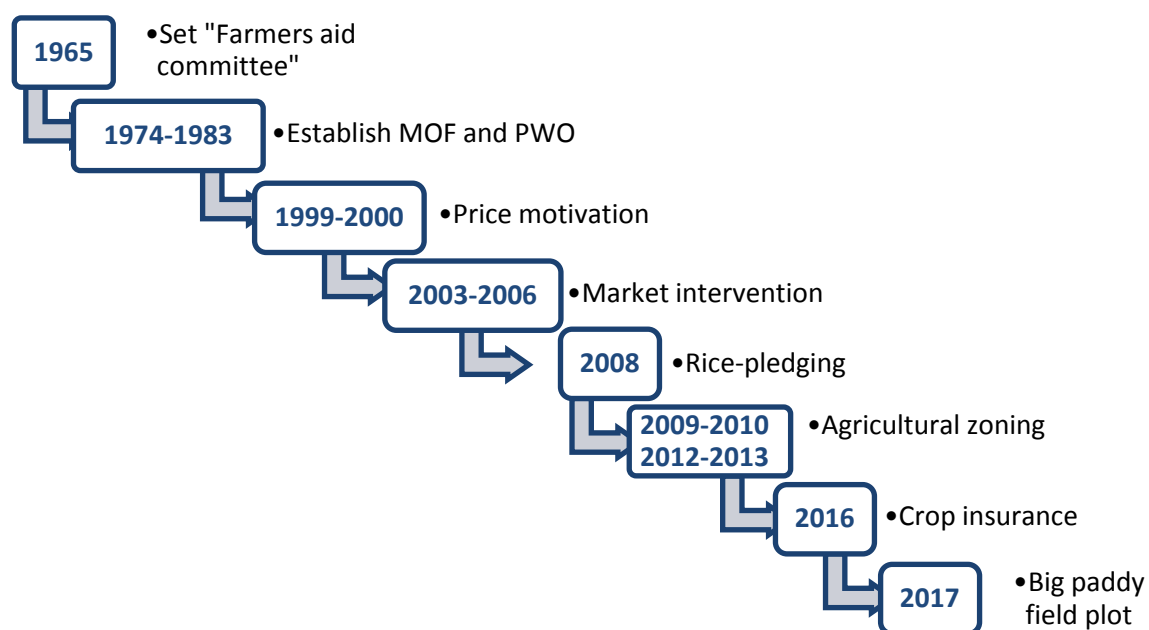 1965
•Set "Farmers aid
committee"
1974-1983
•Establish MOF and PWO
1999-2000
•Price motivation
2003-2006
•Market intervention
2008
•Rice-pledging
2009-2010
2012-2013
•Agricultural zoning
2016
•Crop insurance
2017
•Big paddy
field plot